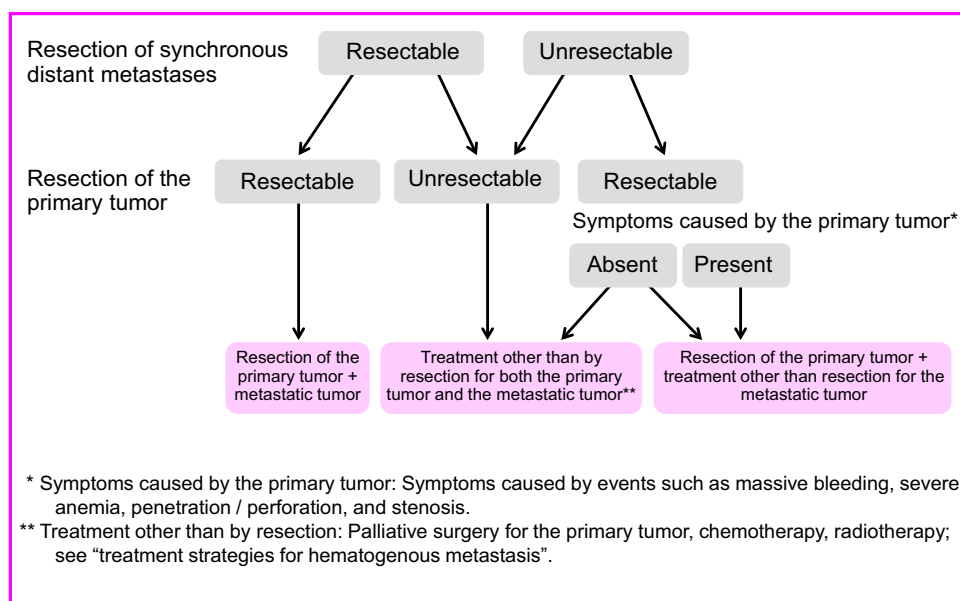 Resection of synchronous
distant metastases
Resectable
Unresectable
Resection of the
primary tumor
Resectable
Unresectable
Resectable
Symptoms caused by the primary tumor*
Absent
Present
Resection of the
primary tumor +
metastatic tumor
Treatment other than by
resection for both the primary
tumor and the metastatic tumor**
Resection of the primary tumor +
treatment other than resection for the
metastatic tumor
* Symptoms caused by the primary tumor: Symptoms caused by events such as massive bleeding, severe
anemia, penetration / perforation, and stenosis.
** Treatment other than by resection: Palliative surgery for the primary tumor, chemotherapy, radiotherapy;
see “treatment strategies for hematogenous metastasis”.